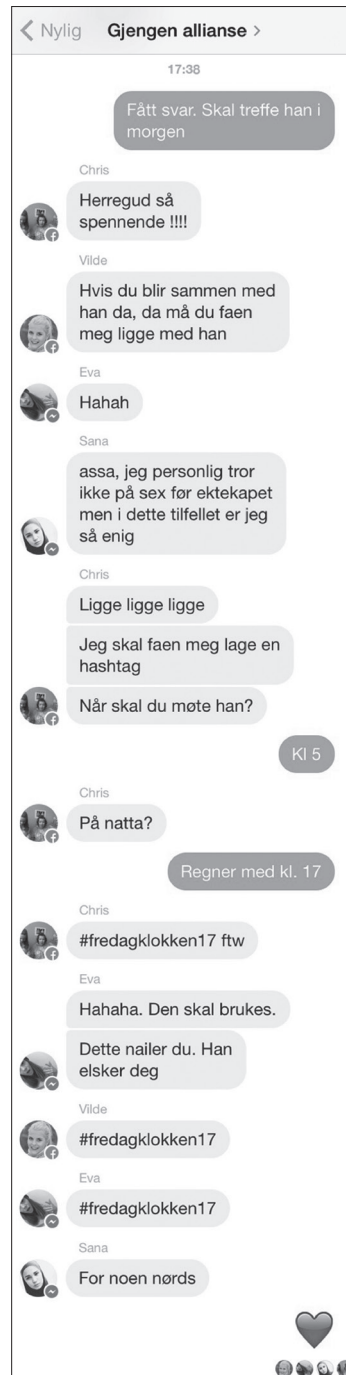 Nylig Gjengen allianse
17:38
Fått svar. Skal treffe han i
morgen
Chris
Herregud så
spennende !!!!
Vilde
Hvis du blir sammen med
han da, da må du faen
meg ligge med han
Eva
Hahah
Sana
assa, jeg personlig tror
ikke på sex før ektekapet
men i dette tilfellet er jeg
så enig
Chris
Ligge ligge ligge
Jeg skal faen meg lage en
hashtag
Når skal du møte han?
Kl 5
Chris
På natta?
Regner med kl. 17
Chris
#fredagklokken17 ftw
Eva
Hahaha. Den skal brukes.
Dette nailer du. Han
elsker deg
Vilde
#fredagklokken17
Eva
#fredagklokken17
Sana
For noen nørds